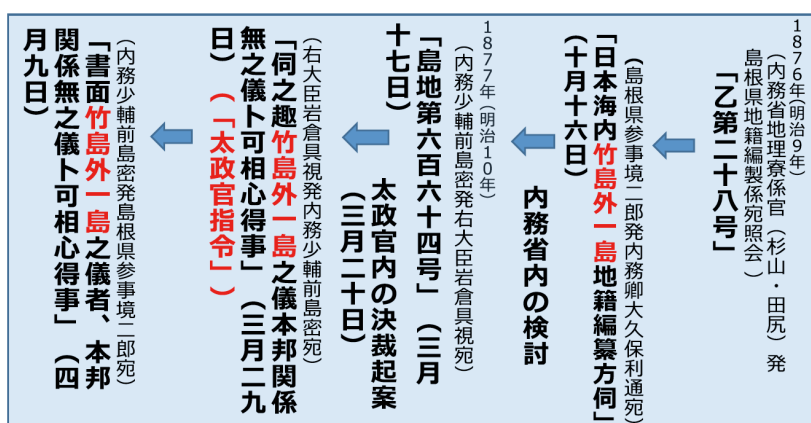 1876年(明治9年)
(内務省地理寮係官(杉山・田尻)発
島根県地籍編製係宛照会)
「乙第二十八号」
(島根県参事境二郎発内務卿大久保利通宛)
「日本海内竹島外一島地籍編纂方伺」
(十月十六日)
内務省内の検討
1877年(明治10年)
(内務少輔前島密発右大臣岩倉具視宛)
「島地第六百六十四号」(三月
十七日)
太政官内の決裁起案
(三月二十日)
(右大臣岩倉具視発内務少輔前島密宛)
「伺之趣竹島外一島之儀本邦関係
無之儀ト可相心得事」(三月二九
日)(「太政官指令」)
(内務少輔前島密発島根県参事境二郎宛)
「書面竹島外一島之儀者、本邦
関係無之儀ト可相心得事」(四
月九日)